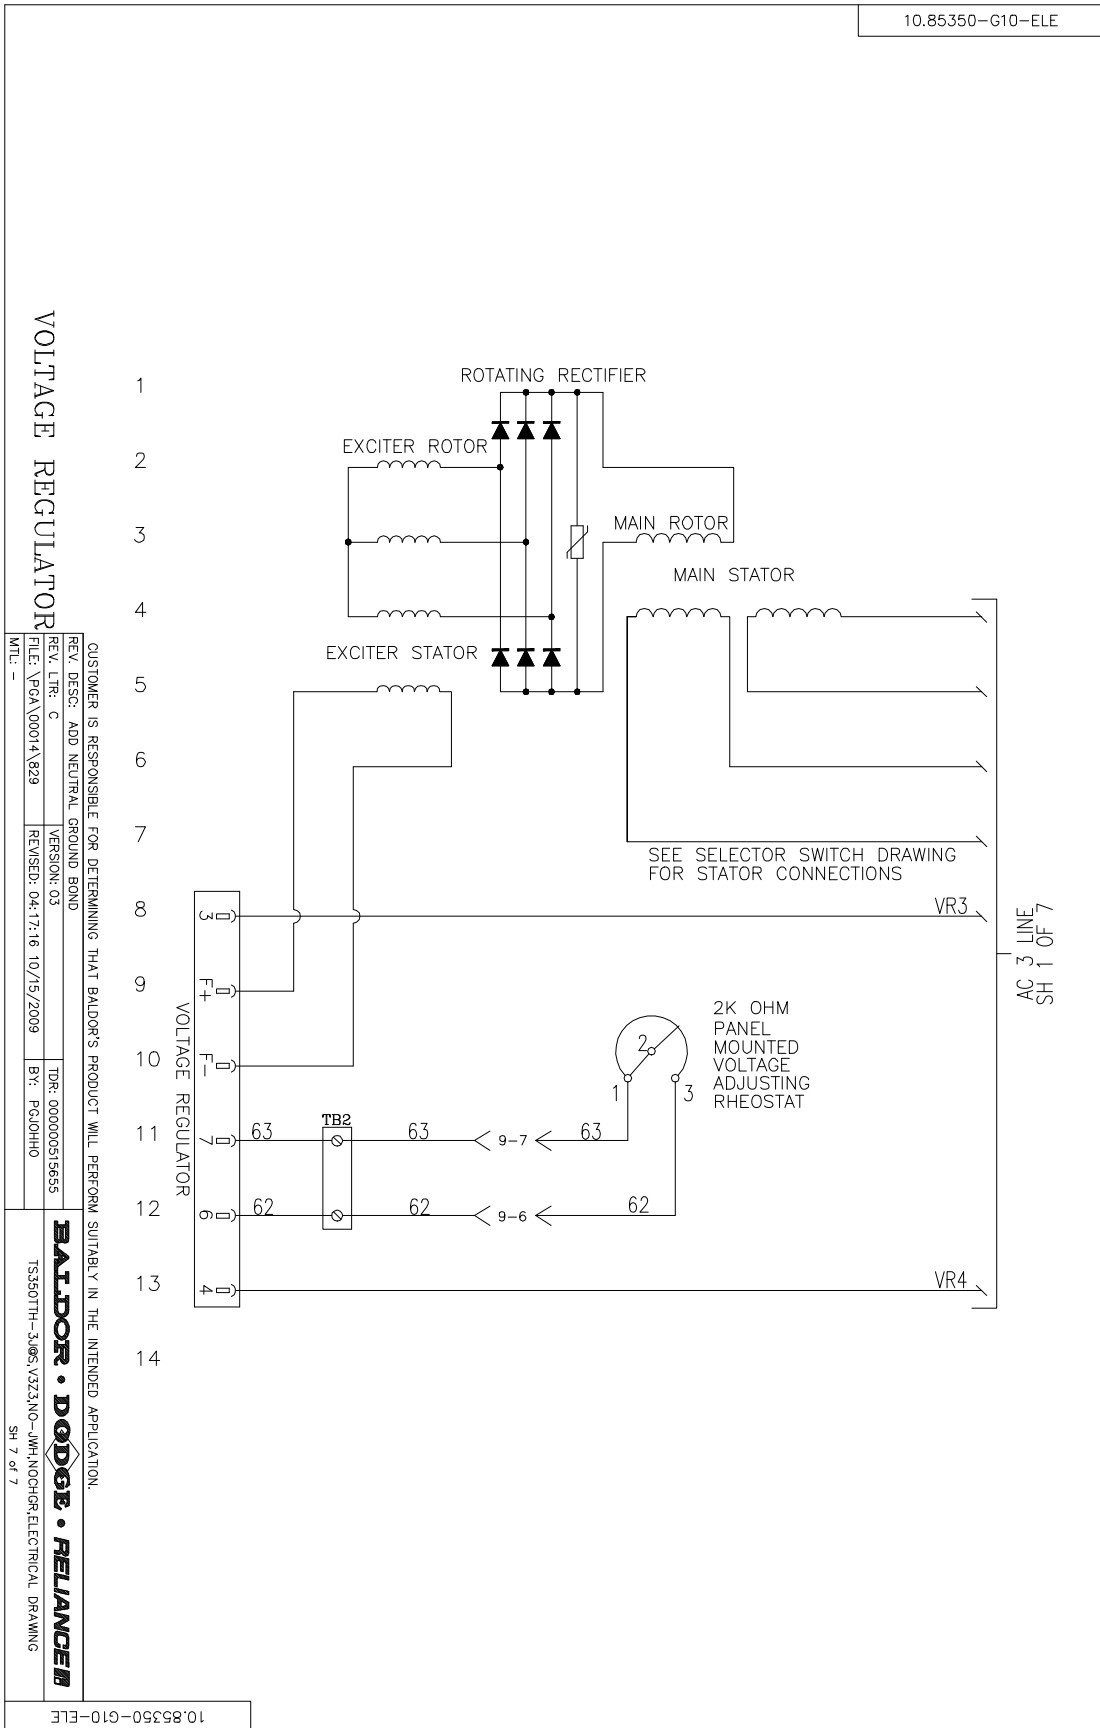 10.85350-G10-ELE
ROTATING RECTIFIER
EXCITER ROTOR
MAIN ROTOR
MAIN STATOR
EXCITER STATOR
1
2
3
4
5
6
7
8
9
10
11
12
13
14
SEE SELECTOR SWITCH DRAWING
FOR STATOR CONNECTIONS
VR3
AC 3 LINE
SH 1 OF 7
3
F+
F-
7
6
4
VOLTAGE REGULATOR
2K OHM
PANEL
MOUNTED
VOLTAGE
ADJUSTING
RHEOSTAT
2
1
3
TB2
63
63
9-7
63
62
62
9-6
62
VR4
VOLTAGE REGULATOR
CUSTOMER IS RESPONSIBLE FOR DETERMINING THAT BALDOR'S PRODUCT WILL PERFORM SUITABLY IN THE INTENDED APPLICATION.
REV. DESC: ADD NEUTRAL GROUND BOND
REV. LTR: C
VERSION: 03
TDR: 000000515655
FILE: \PGA\00014\829
REVISED: 04:17:16 10/15/2009
BY: PGJOHHO
MTL: -
BALDOR • DODGE • RELIANCE
TS350TTH-3J@S,V3Z3,NO-JWH,NOCHGR,ELECTRICAL DRAWING
SH 7 of 7
10.85350-G10-ELE